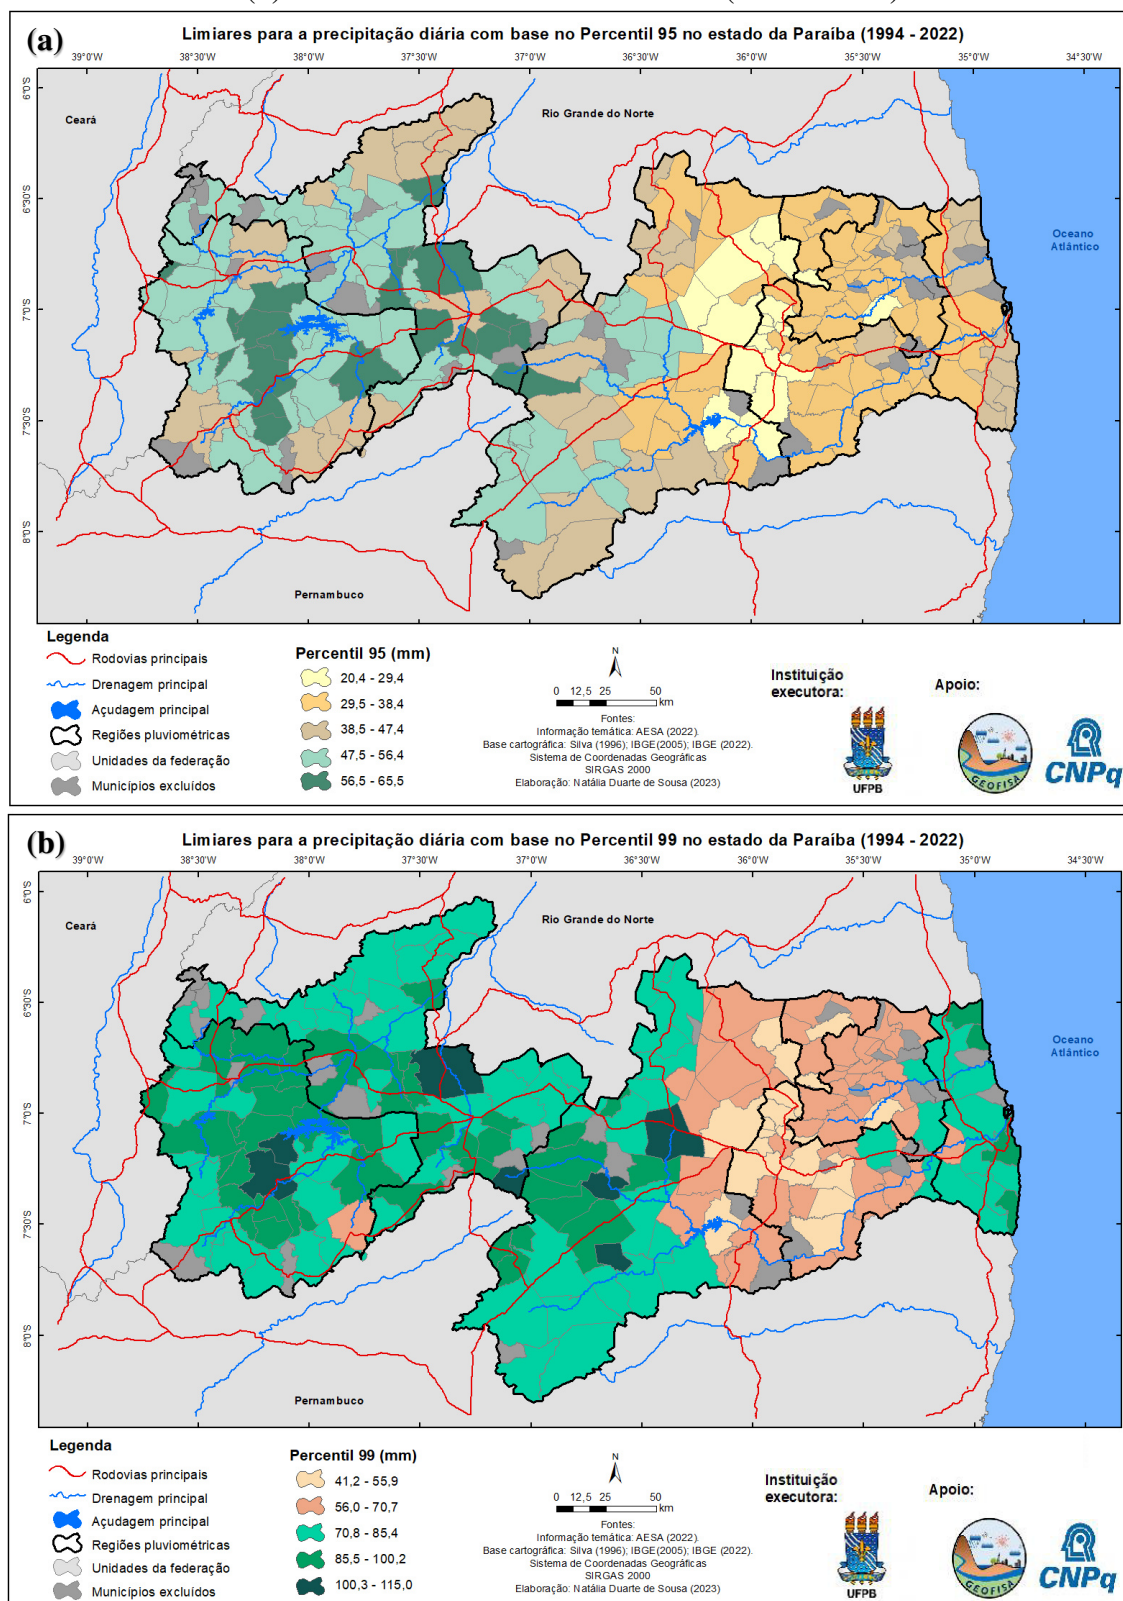 (a)
Limiares para a precipitação diária com base no Percentil 95 no estado da Paraíba (1994 - 2022)
39°0'W 38°30'W 38°0'W 37°30'W 37°0'W 36°30'W 36°0'W 35°30'W 35°0'W 34°30'W
6°0'S
6°30'S
7°0'S
7°30'S
8°0'S
Ceará
Rio Grande do Norte
Oceano
Atlântico
Pernambuco
Legenda
Rodovias principais
Drenagem principal
Açudagem principal
Regiões pluviométricas
Unidades da federação
Municípios excluídos
Percentil 95 (mm)
20,4 - 29,4
29,5 - 38,4
38,5 - 47,4
47,5 - 56,4
56,5 - 65,5
N
0 12,5 25 50
km
Fontes:
Informação temática: AESA (2022).
Base cartográfica: Silva (1996); IBGE(2005); IBGE (2022).
Sistema de Coordenadas Geográficas
SIRGAS 2000
Elaboração: Natália Duarte de Sousa (2023)
Instituição
executora:
UFPB
Apoio:
GEOFISA
CNPq
(b)
Limiares para a precipitação diária com base no Percentil 99 no estado da Paraíba (1994 - 2022)
39°0'W 38°30'W 38°0'W 37°30'W 37°0'W 36°30'W 36°0'W 35°30'W 35°0'W 34°30'W
6°0'S
6°30'S
7°0'S
7°30'S
8°0'S
Ceará
Rio Grande do Norte
Oceano
Atlântico
Pernambuco
Legenda
Rodovias principais
Drenagem principal
Açudagem principal
Regiões pluviométricas
Unidades da federação
Municípios excluídos
Percentil 99 (mm)
41,2 - 55,9
56,0 - 70,7
70,8 - 85,4
85,5 - 100,2
100,3 - 115,0
N
0 12,5 25 50
km
Fontes:
Informação temática: AESA (2022).
Base cartográfica: Silva (1996); IBGE(2005); IBGE (2022).
Sistema de Coordenadas Geográficas
SIRGAS 2000
Elaboração: Natália Duarte de Sousa (2023)
Instituição
executora:
UFPB
Apoio:
GEOFISA
CNPq